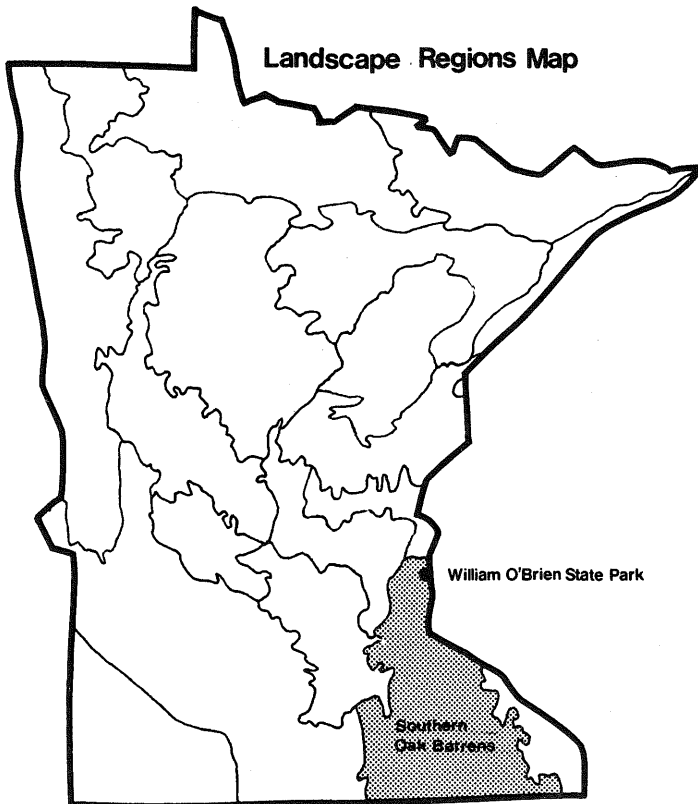 Landscape Regions Map
William O'Brien State Park
Southern
Oak Barrens